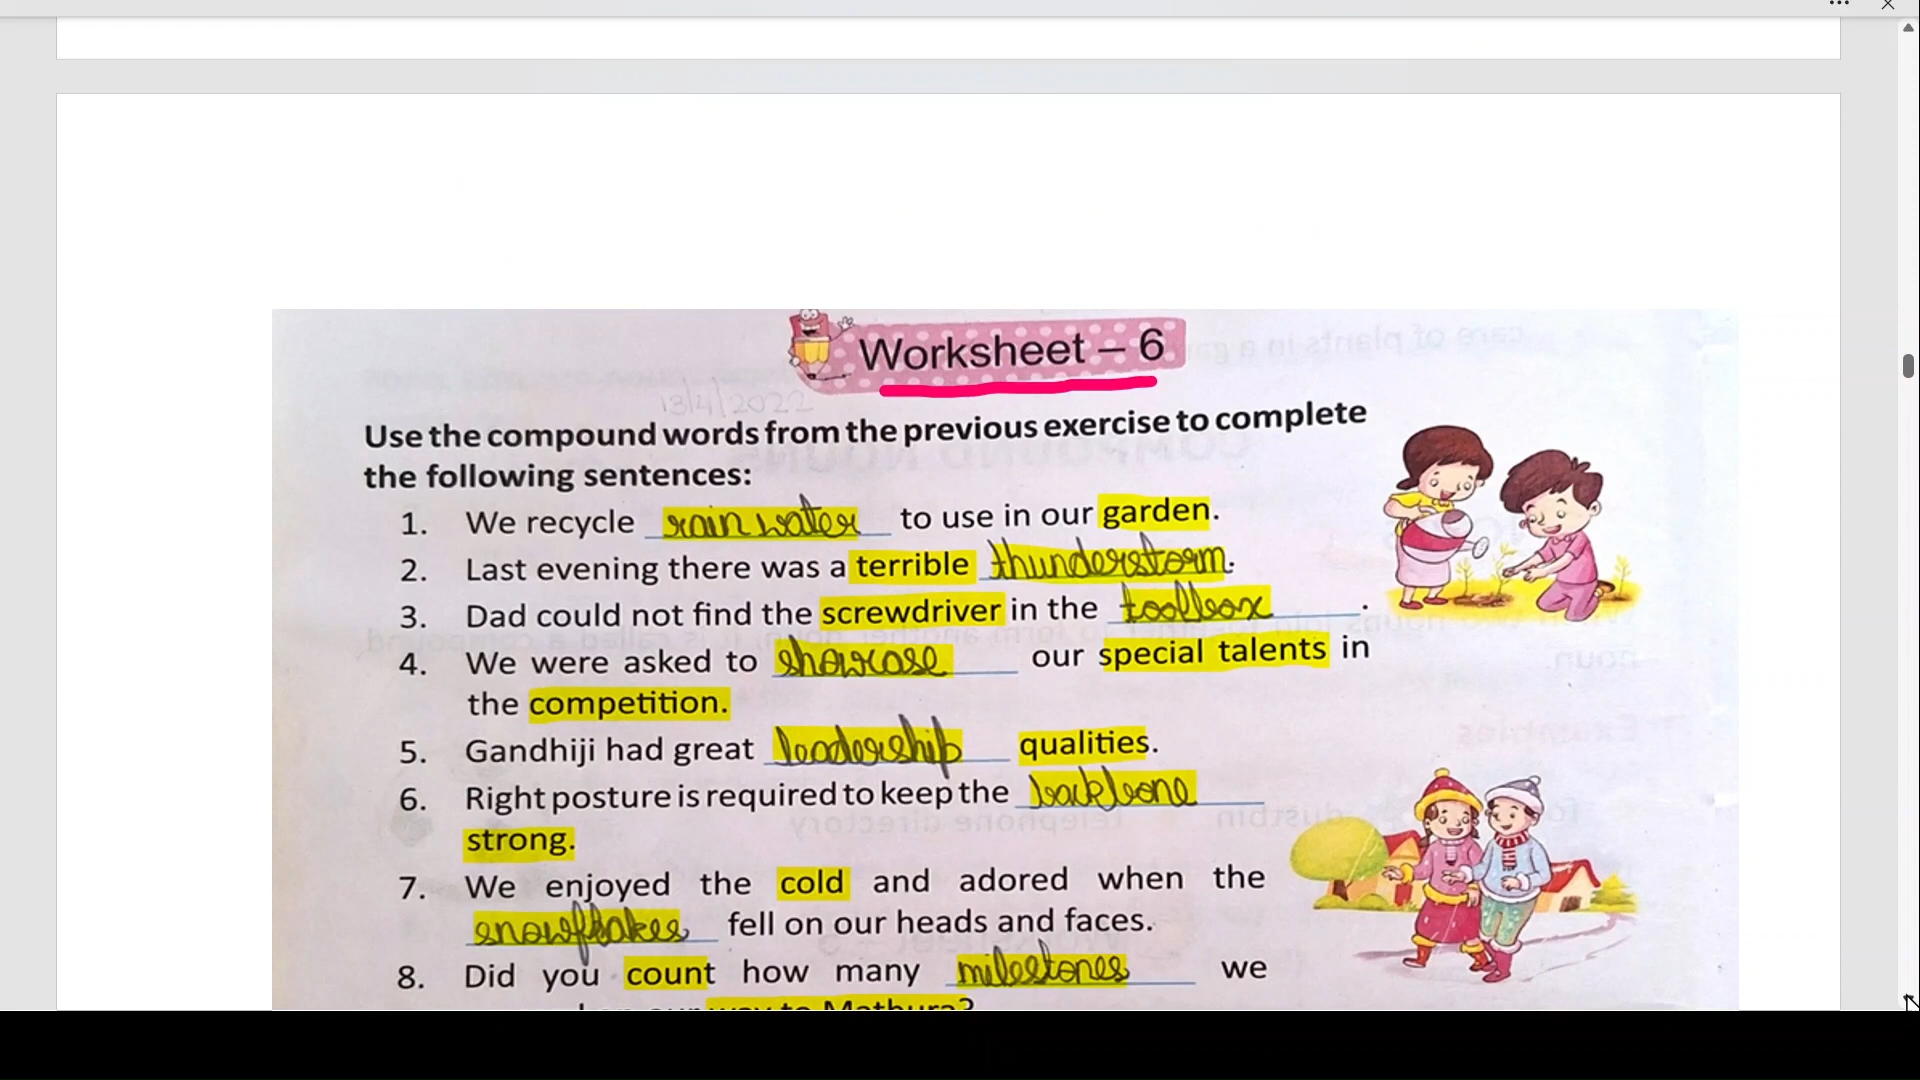 Worksheet – 6
13/4/2022
Use the compound words from the previous exercise to complete
the following sentences:
1. We recycle rain water to use in our garden.
2. Last evening there was a terrible thunderstorm.
3. Dad could not find the screwdriver in the toolbox.
4. We were asked to showcase our special talents in
the competition.
5. Gandhiji had great leadership qualities.
6. Right posture is required to keep the backbone
strong.
7. We enjoyed the cold and adored when the
snowflakes fell on our heads and faces.
8. Did you count how many milestones we
on our way to Mathura?